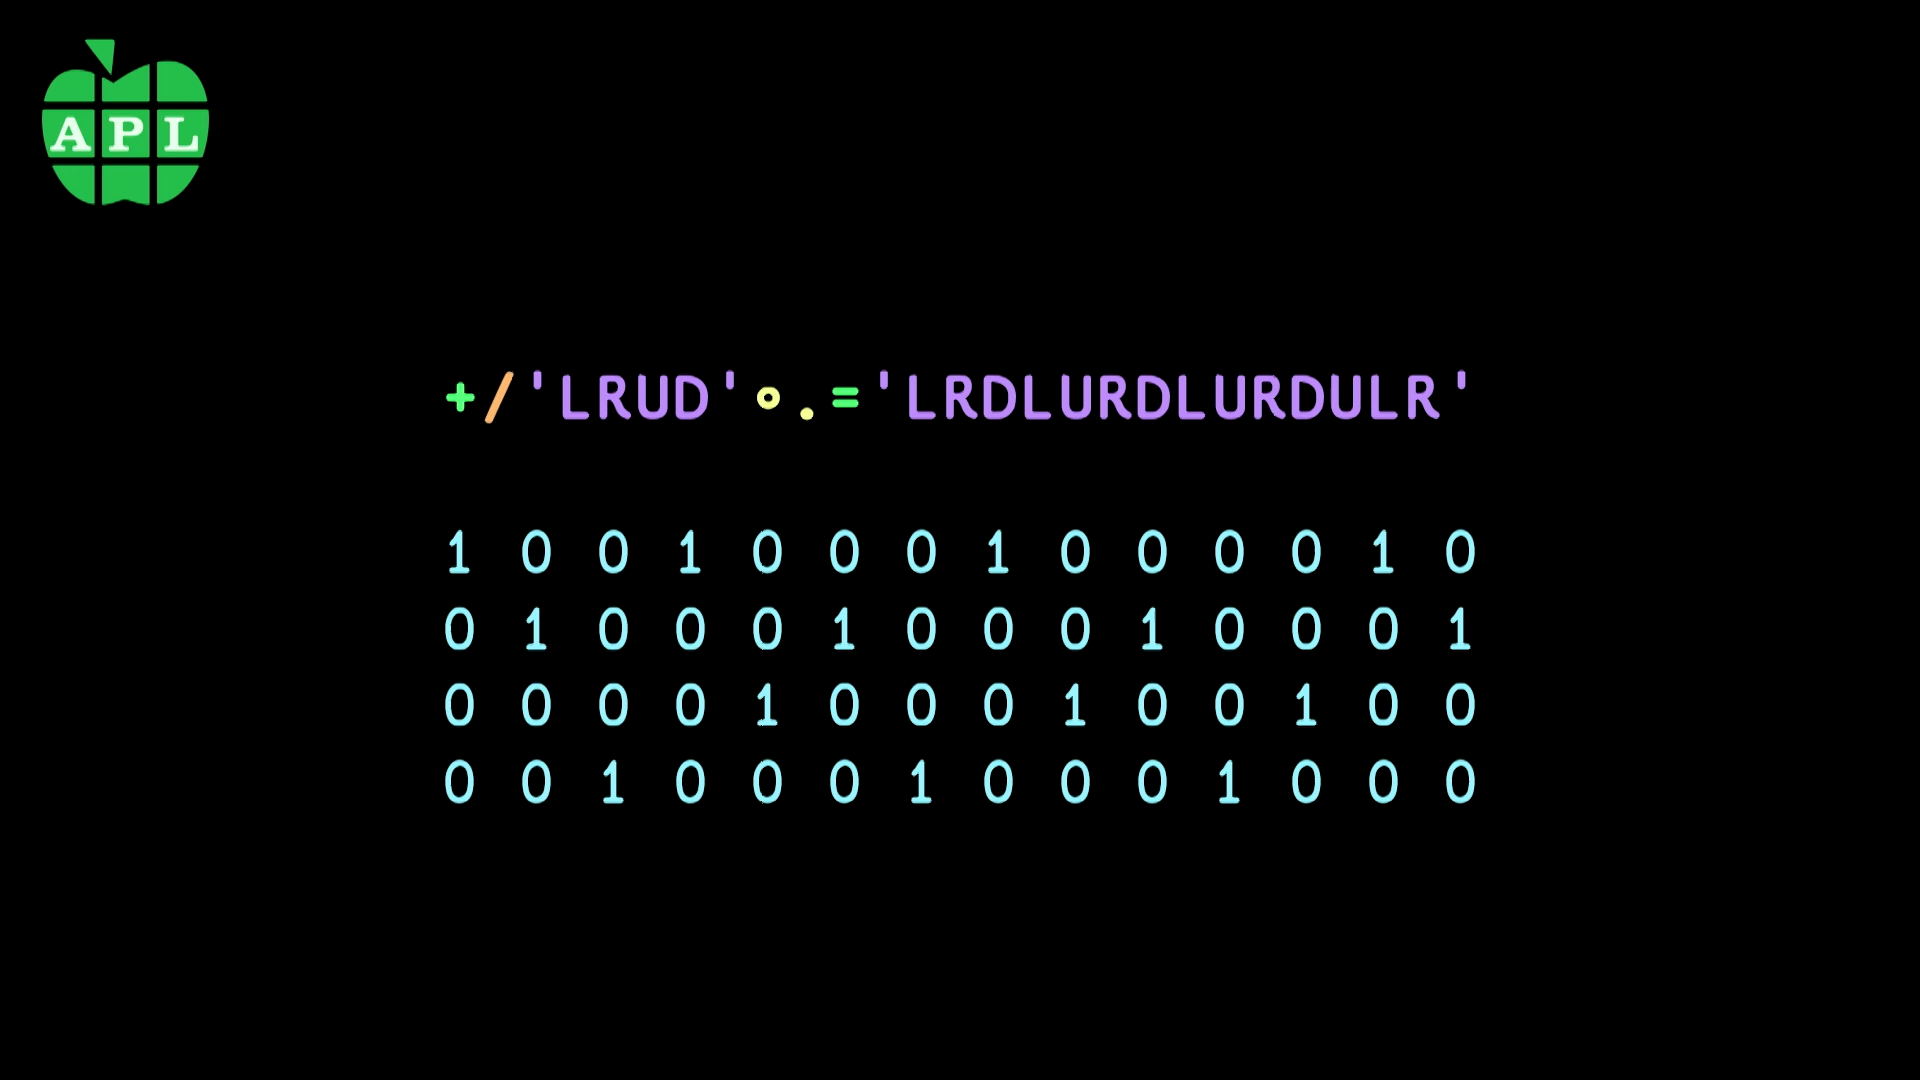 APL
+/'LRUD'∘.='LRDLURDLURDULR'
1 0 0 1 0 0 0 1 0 0 0 0 1 0
0 1 0 0 0 1 0 0 0 1 0 0 0 1
0 0 0 0 1 0 0 0 1 0 0 1 0 0
0 0 1 0 0 0 1 0 0 0 1 0 0 0